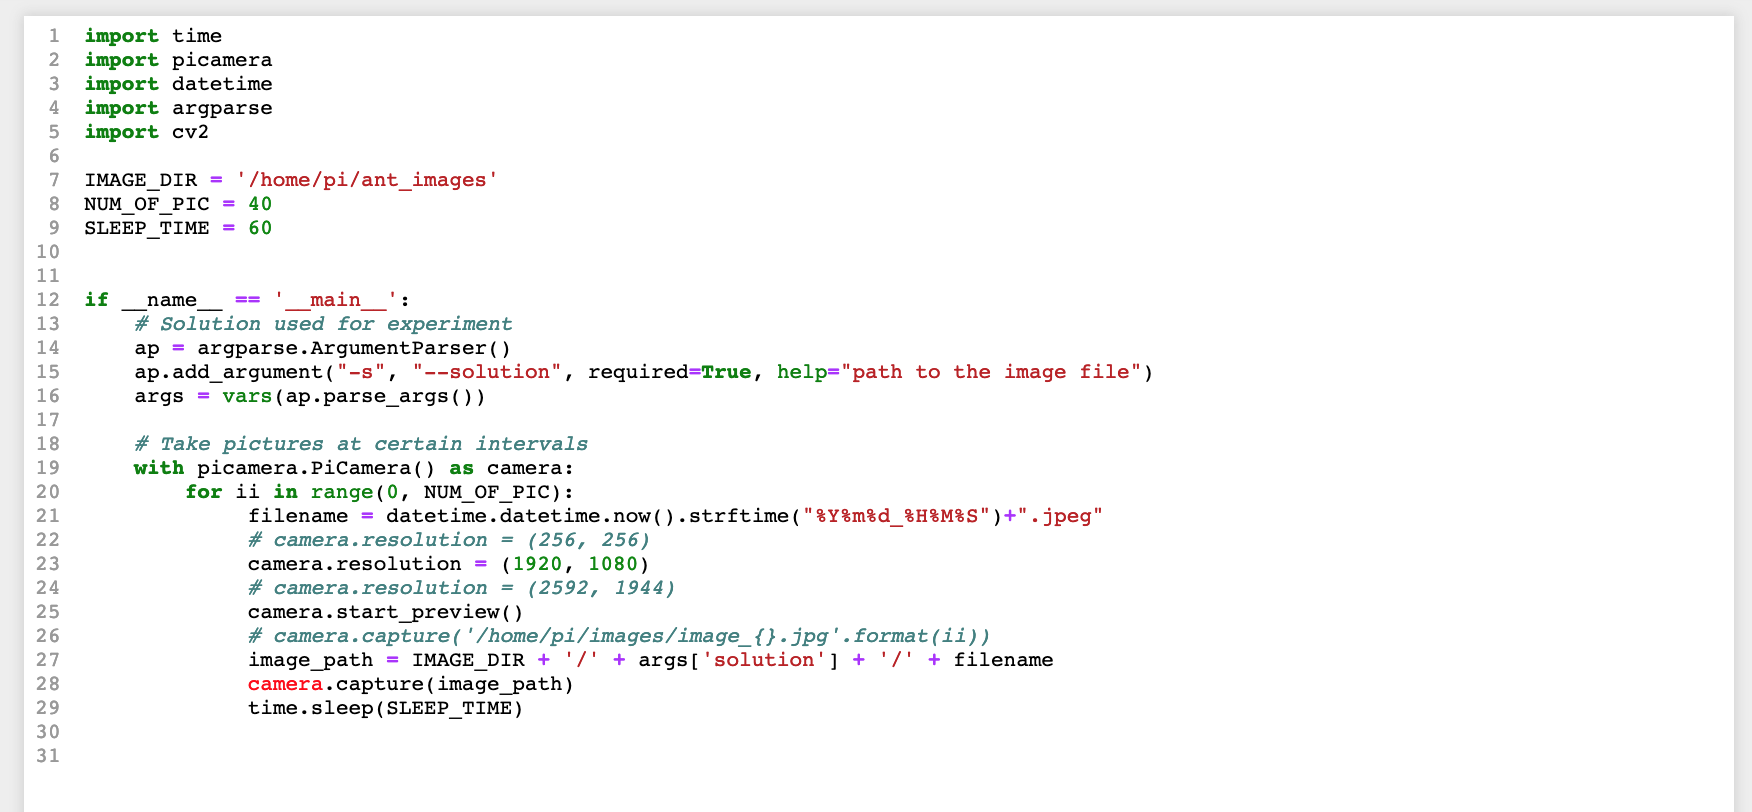 1 import time
2 import picamera
3 import datetime
4 import argparse
5 import cv2
6
7 IMAGE_DIR = '/home/pi/ant_images'
8 NUM_OF_PIC = 40
9 SLEEP_TIME = 60
10
11
12 if __name__ == '__main__':
13     # Solution used for experiment
14     ap = argparse.ArgumentParser()
15     ap.add_argument("-s", "--solution", required=True, help="path to the image file")
16     args = vars(ap.parse_args())
17
18     # Take pictures at certain intervals
19     with picamera.PiCamera() as camera:
20         for ii in range(0, NUM_OF_PIC):
21              filename = datetime.datetime.now().strftime("%Y%m%d_%H%M%S")+".jpeg"
22              # camera.resolution = (256, 256)
23              camera.resolution = (1920, 1080)
24              # camera.resolution = (2592, 1944)
25              camera.start_preview()
26              # camera.capture('/home/pi/images/image_{}.jpg'.format(ii))
27              image_path = IMAGE_DIR + '/' + args['solution'] + '/' + filename
28              camera.capture(image_path)
29              time.sleep(SLEEP_TIME)
30
31